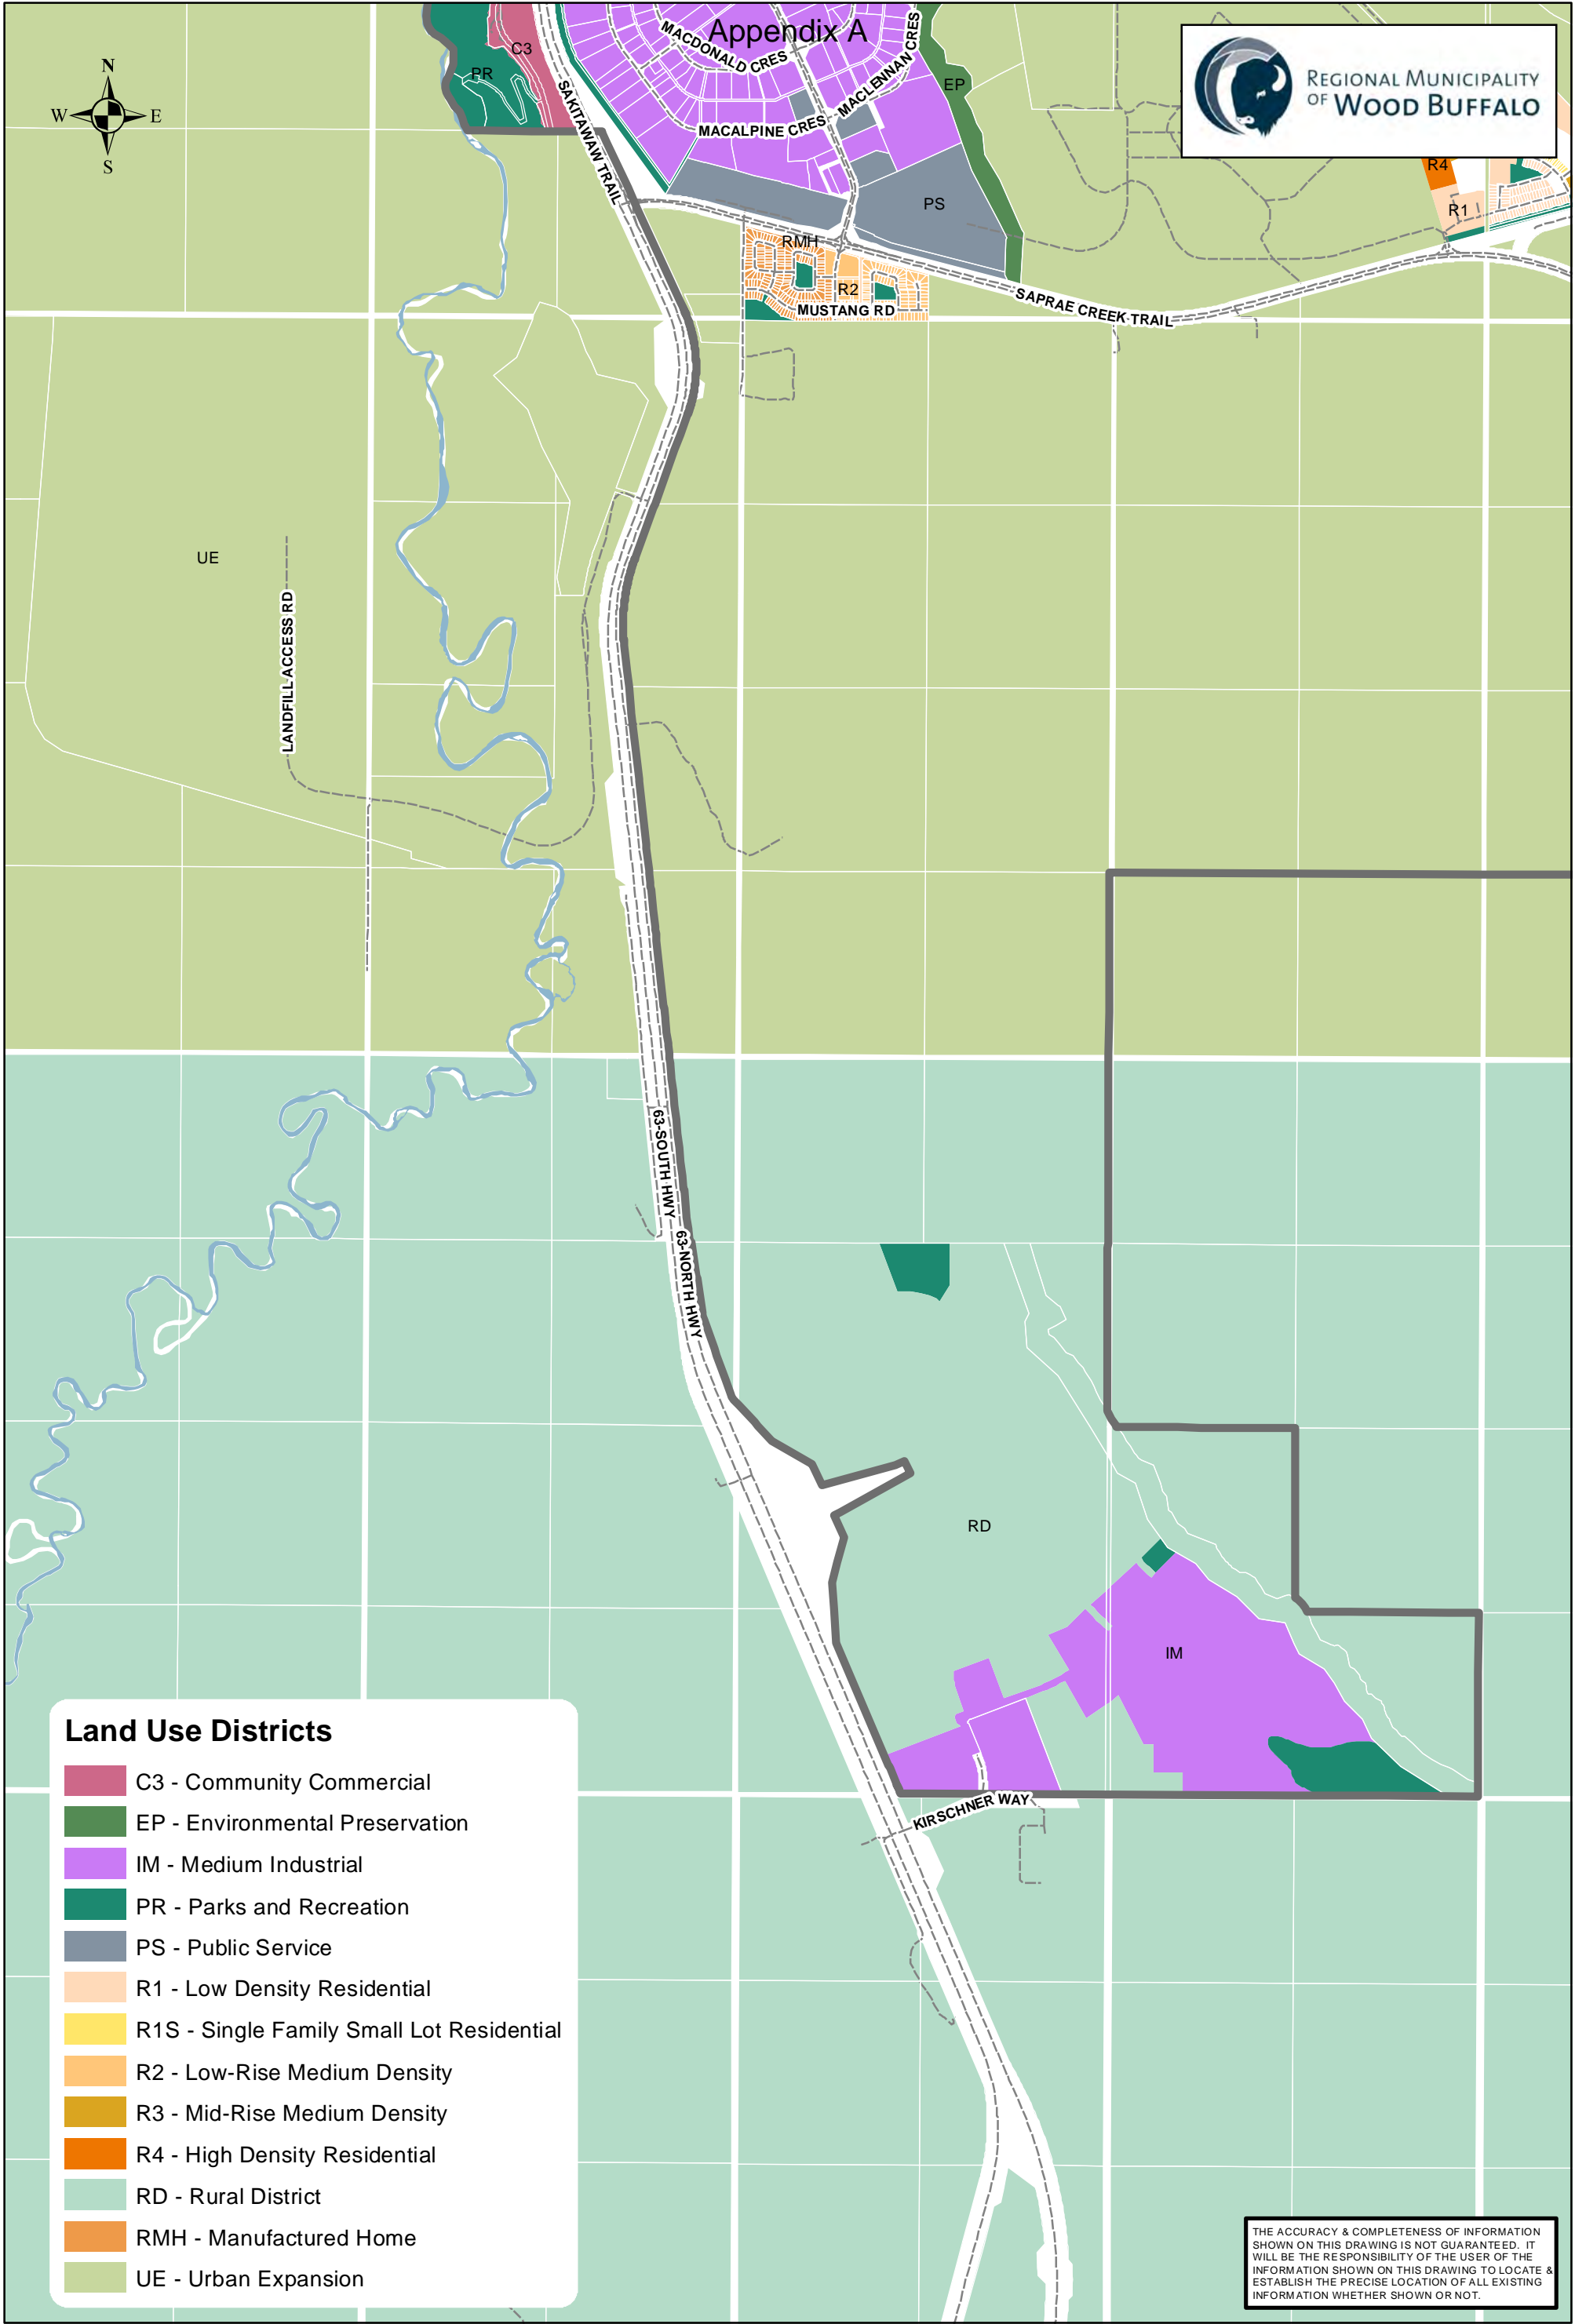 Appendix A
REGIONAL MUNICIPALITY
OF WOOD BUFFALO
N
W E
S
C3
PR
MACDONALD CRES
MACLENNAN CRES
MACALPINE CRES
SAKITAWAW TRAIL
EP
PS
R4
R1
RMH
R2
MUSTANG RD
SAPRAE CREEK TRAIL
UE
LANDFILL ACCESS RD
63-SOUTH HWY
63-NORTH HWY
RD
IM
KIRSCHNER WAY
Land Use Districts
C3 - Community Commercial
EP - Environmental Preservation
IM - Medium Industrial
PR - Parks and Recreation
PS - Public Service
R1 - Low Density Residential
R1S - Single Family Small Lot Residential
R2 - Low-Rise Medium Density
R3 - Mid-Rise Medium Density
R4 - High Density Residential
RD - Rural District
RMH - Manufactured Home
UE - Urban Expansion
THE ACCURACY & COMPLETENESS OF INFORMATION
SHOWN ON THIS DRAWING IS NOT GUARANTEED. IT
WILL BE THE RESPONSIBILITY OF THE USER OF THE
INFORMATION SHOWN ON THIS DRAWING TO LOCATE &
ESTABLISH THE PRECISE LOCATION OF ALL EXISTING
INFORMATION WHETHER SHOWN OR NOT.